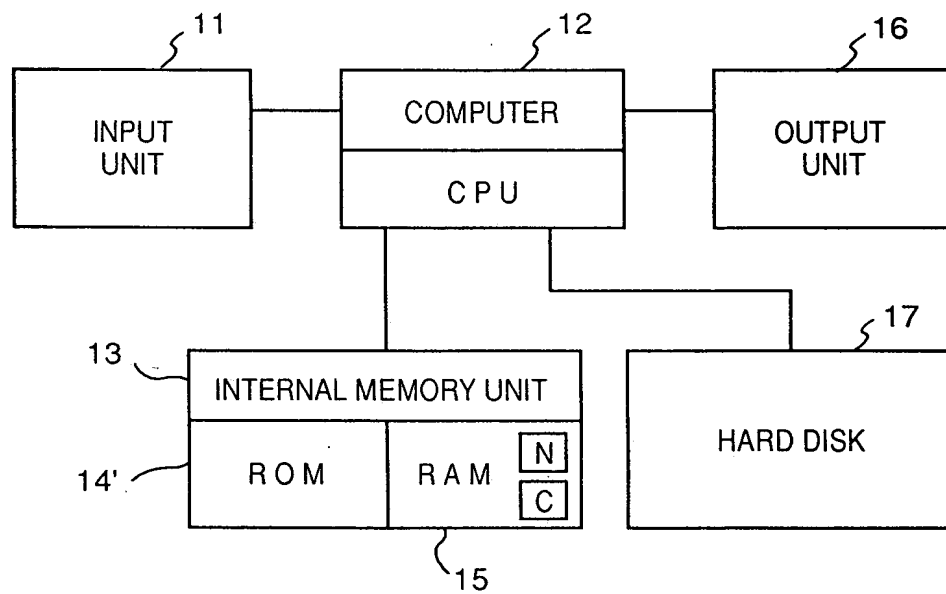 11
12
16
INPUT
UNIT
COMPUTER
CPU
OUTPUT
UNIT
13
INTERNAL MEMORY UNIT
17
14'
ROM
RAM
N
C
HARD DISK
15